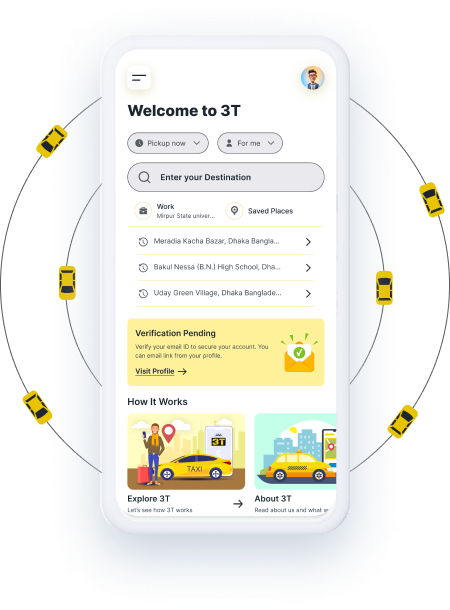 Welcome to 3T
Pickup now
For me
Enter your Destination
Work
Mirpur State univer...
Saved Places
Meradia Kacha Bazar, Dhaka Bangla...
Bakul Nessa (B.N.) High School, Dha...
Uday Green Village, Dhaka Banglade...
Verification Pending
Verify your email ID to secure your account. You
can email link from your profile.
Visit Profile
How It Works
3T
TAXI
Explore 3T
Let's see how 3T works
About 3T
Read about us and what